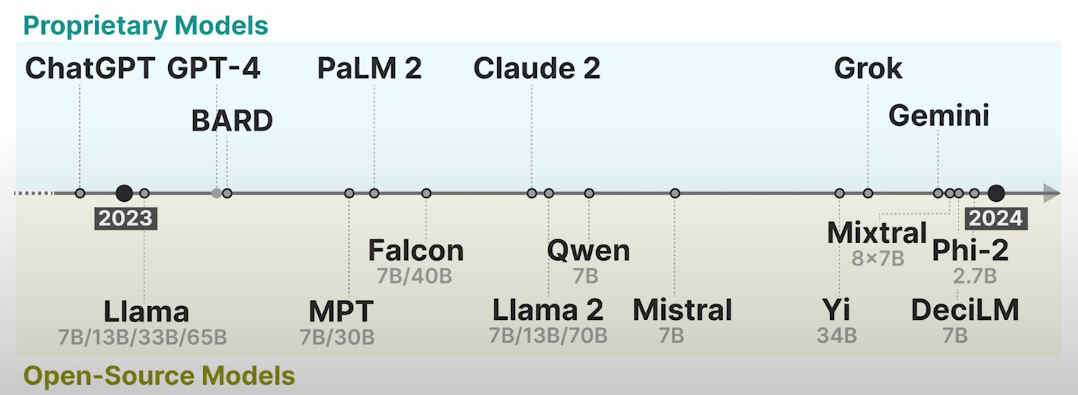 Proprietary Models
ChatGPT GPT-4 PaLM 2 Claude 2 Grok
BARD Gemini
2023 2024
Mixtral
8×7B
Falcon Qwen Phi-2
7B/40B 7B 2.7B
Llama MPT Llama 2 Mistral Yi DeciLM
7B/13B/33B/65B 7B/30B 7B/13B/70B 7B 34B 7B
Open-Source Models